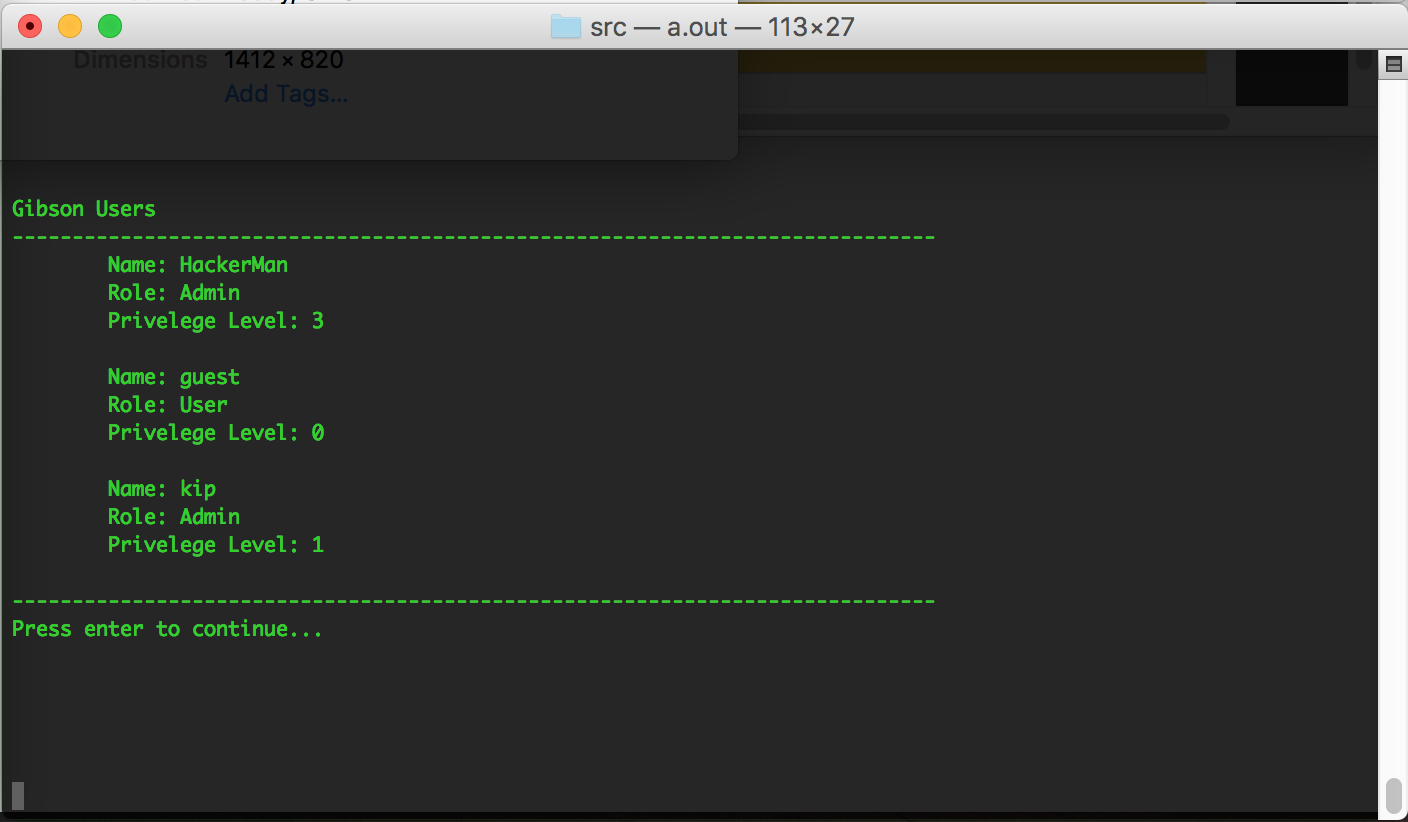 src — a.out — 113×27
Dimensions 1412 × 820
Add Tags...
Gibson Users
-----------------------------------------------------------------------------
Name: HackerMan
Role: Admin
Privelege Level: 3
Name: guest
Role: User
Privelege Level: 0
Name: kip
Role: Admin
Privelege Level: 1
-----------------------------------------------------------------------------
Press enter to continue...